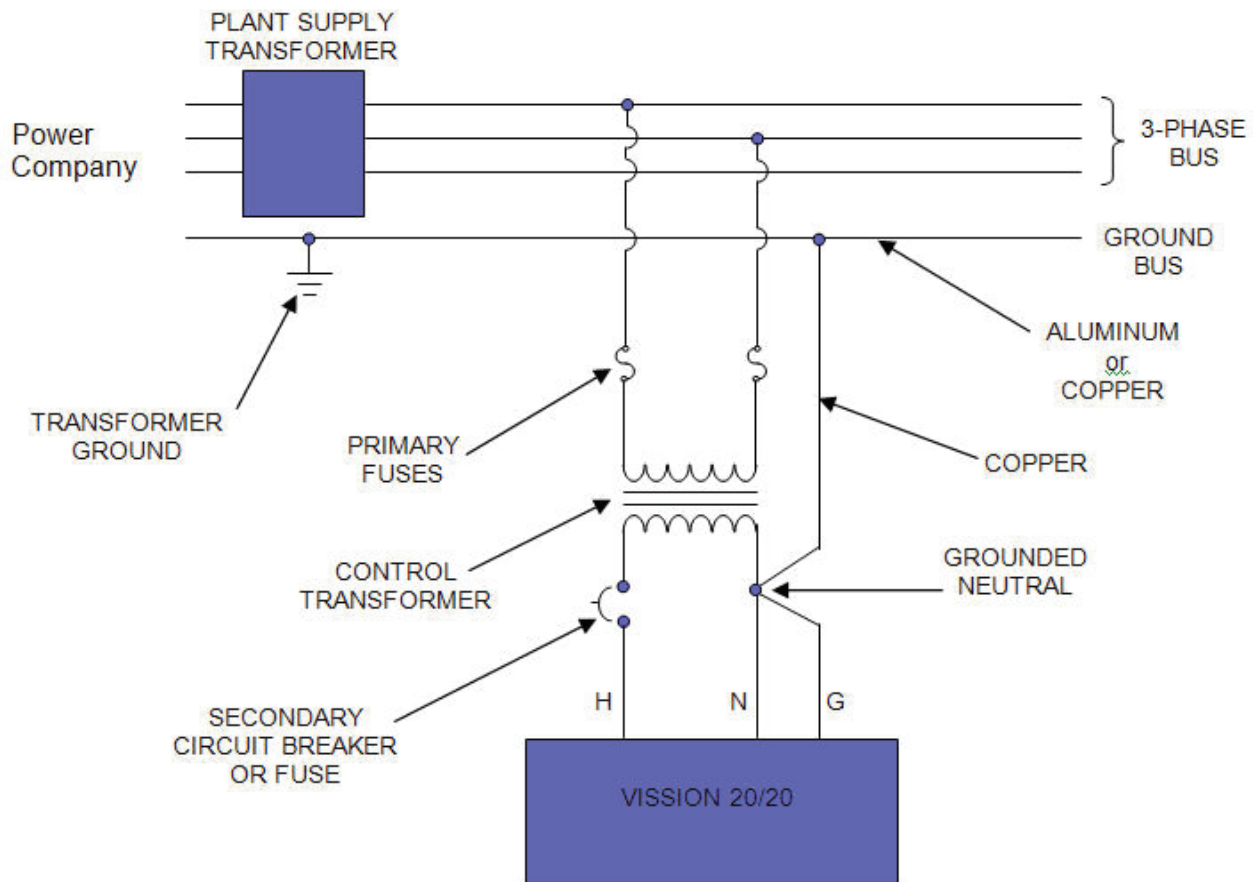 PLANT SUPPLY
TRANSFORMER
Power
Company
3-PHASE
BUS
GROUND
BUS
ALUMINUM
or
COPPER
TRANSFORMER
GROUND
PRIMARY
FUSES
COPPER
CONTROL
TRANSFORMER
GROUNDED
NEUTRAL
SECONDARY
CIRCUIT BREAKER
OR FUSE
H
N
G
VISSION 20/20